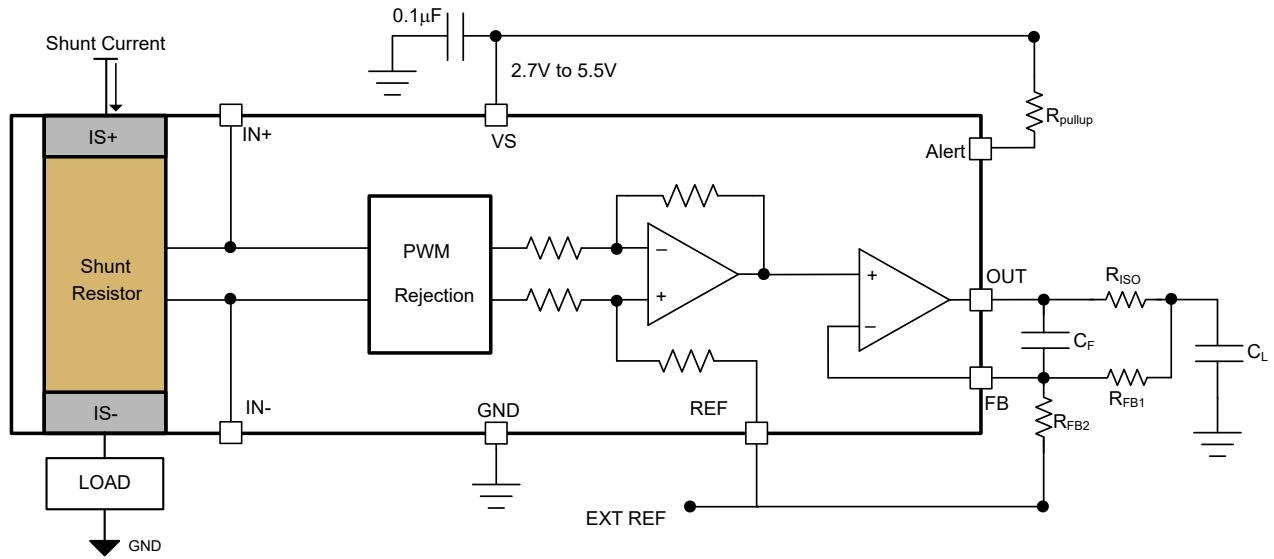 0.1μF
Shunt Current
2.7V to 5.5V
Rpullup
IS+
IN+
VS
Alert
PWM
Rejection
−
+
+
−
Shunt
Resistor
OUT
RISO
CF
CL
FB
RFB1
RFB2
IS-
IN-
GND
REF
LOAD
EXT REF
GND